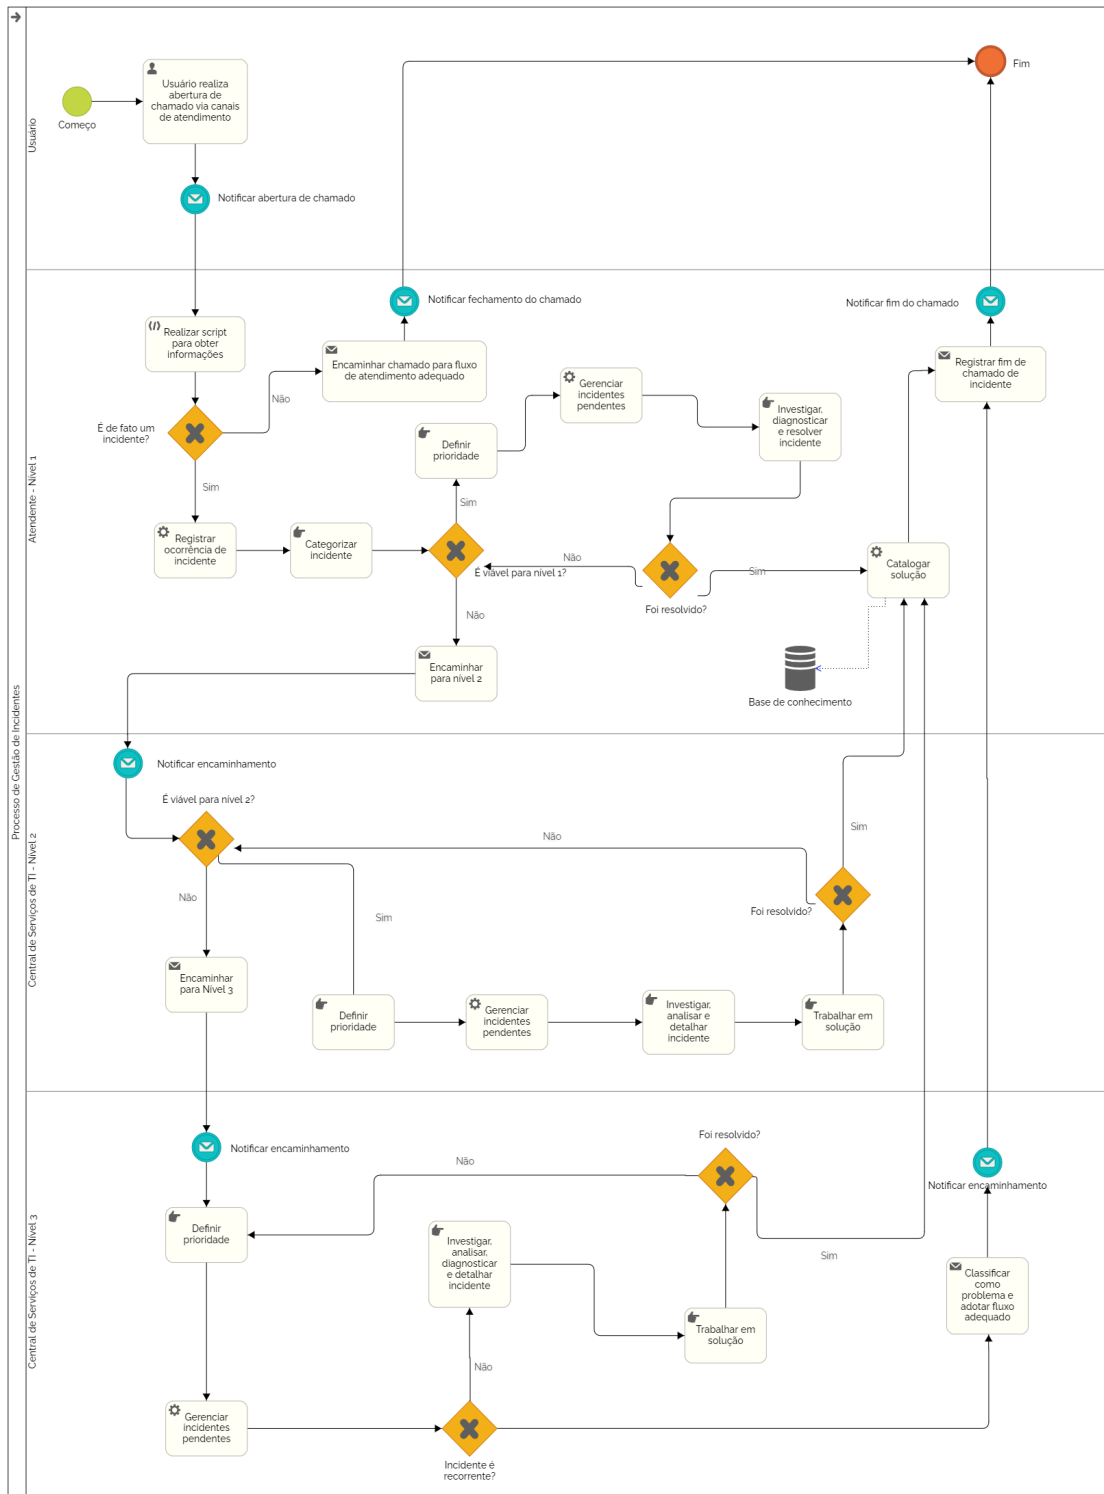 Processo de Gestão de Incidentes
Usuário
Começo
Usuário realiza
abertura de
chamado via canais
de atendimento
Notificar abertura de chamado
Fim
Atendente - Nível 1
Notificar fechamento do chamado
Notificar fim do chamado
Realizar script
para obter
informações
Encaminhar chamado para fluxo
de atendimento adequado
Registrar fim de
chamado de
incidente
Gerenciar
incidentes
pendentes
Não
É de fato um
incidente?
Investigar,
diagnosticar
e resolver
incidente
Definir
prioridade
Sim
Sim
Registrar
ocorrência de
incidente
Categorizar
incidente
É viável para nível 1?
Não
Foi resolvido?
Sim
Catalogar
solução
Não
Encaminhar
para nível 2
Base de conhecimento
Central de Serviços de TI - Nível 2
Notificar encaminhamento
É viável para nível 2?
Não
Sim
Não
Sim
Foi resolvido?
Encaminhar
para Nível 3
Definir
prioridade
Gerenciar
incidentes
pendentes
Investigar,
analisar e
detalhar
incidente
Trabalhar em
solução
Central de Serviços de TI - Nível 3
Notificar encaminhamento
Foi resolvido?
Não
Notificar encaminhamento
Definir
prioridade
Investigar,
analisar,
diagnosticar
e detalhar
incidente
Sim
Classificar
como
problema e
adotar fluxo
adequado
Trabalhar em
solução
Não
Gerenciar
incidentes
pendentes
Incidente é
recorrente?